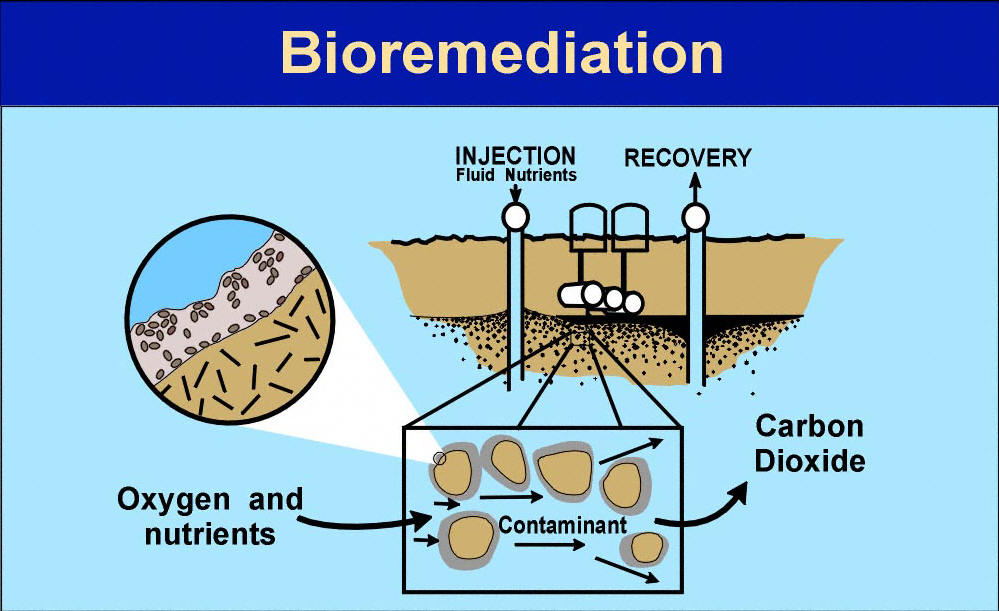 Bioremediation
INJECTION
Fluid Nutrients
RECOVERY
Carbon
Dioxide
Oxygen and
nutrients
Contaminant